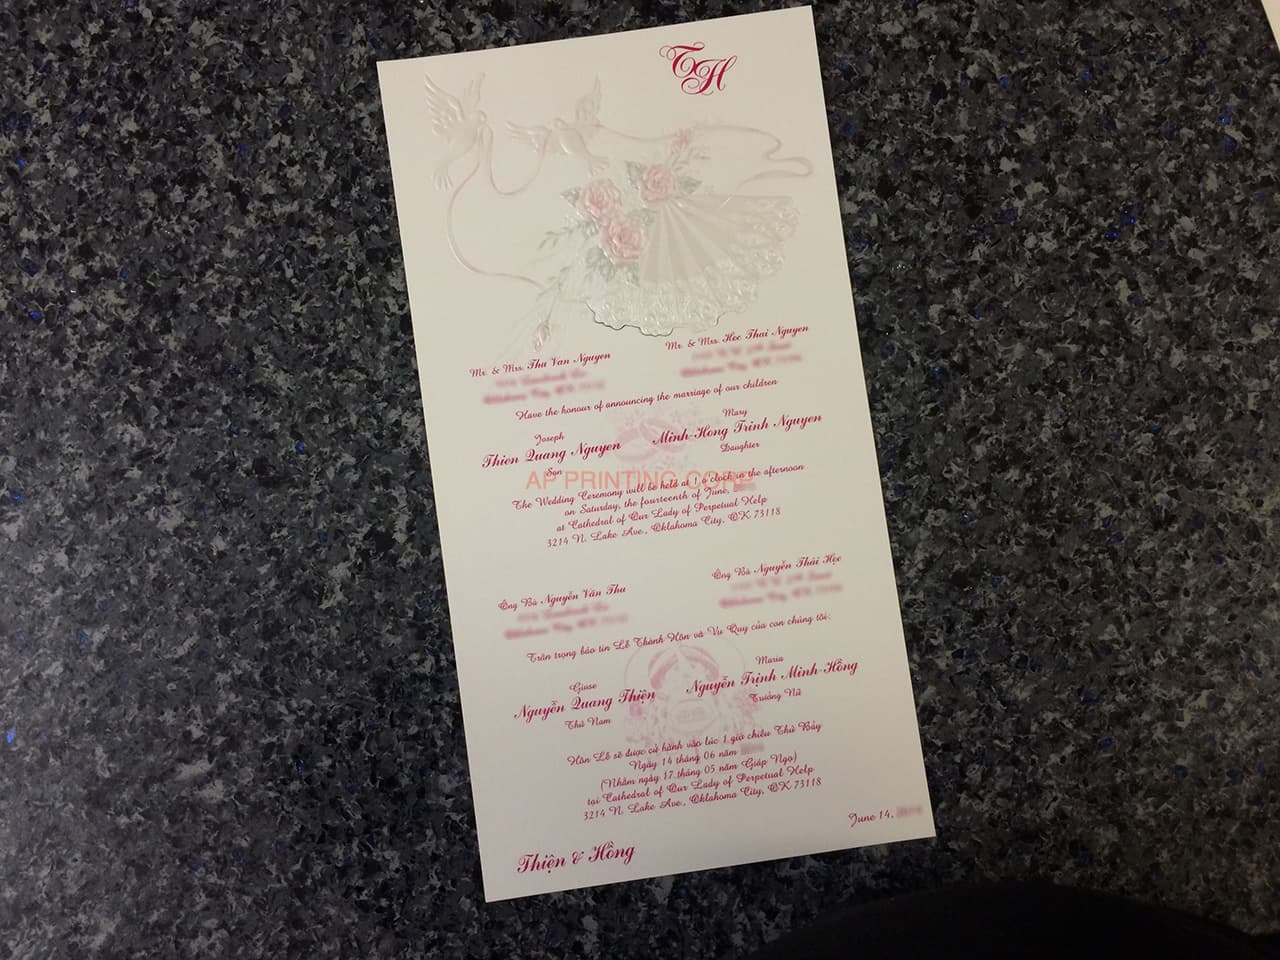 TH
Mr. & Mrs. Thu Van Nguyen
Mr. & Mrs. Hoc Thai Nguyen
Have the honour of announcing the marriage of our children
Joseph
Thien Quang Nguyen
Son
Mary
Minh-Hong Trinh Nguyen
Daughter
AP PRINTING CORP
The Wedding Ceremony will be held at 1 o'clock in the afternoon
on Saturday, the fourteenth of June,
at Cathedral of Our Lady of Perpetual Help
3214 N. Lake Ave., Oklahoma City, OK 73118
Ông Bà Nguyễn Văn Thu
Ông Bà Nguyễn Thái Học
Trân trọng báo tin Lễ Thành Hôn và Vu Quy của con chúng tôi:
Giuse
Nguyễn Quang Thiện
Thứ Nam
Maria
Nguyễn Trịnh Minh-Hồng
Trưởng Nữ
Hôn Lễ sẽ được cử hành vào lúc 1 giờ chiều Thứ Bảy
Ngày 14 tháng 06 năm
(Nhằm ngày 17 tháng 05 năm Giáp Ngọ)
tại Cathedral of Our Lady of Perpetual Help
3214 N. Lake Ave., Oklahoma City, OK 73118
June 14,
Thiện & Hồng